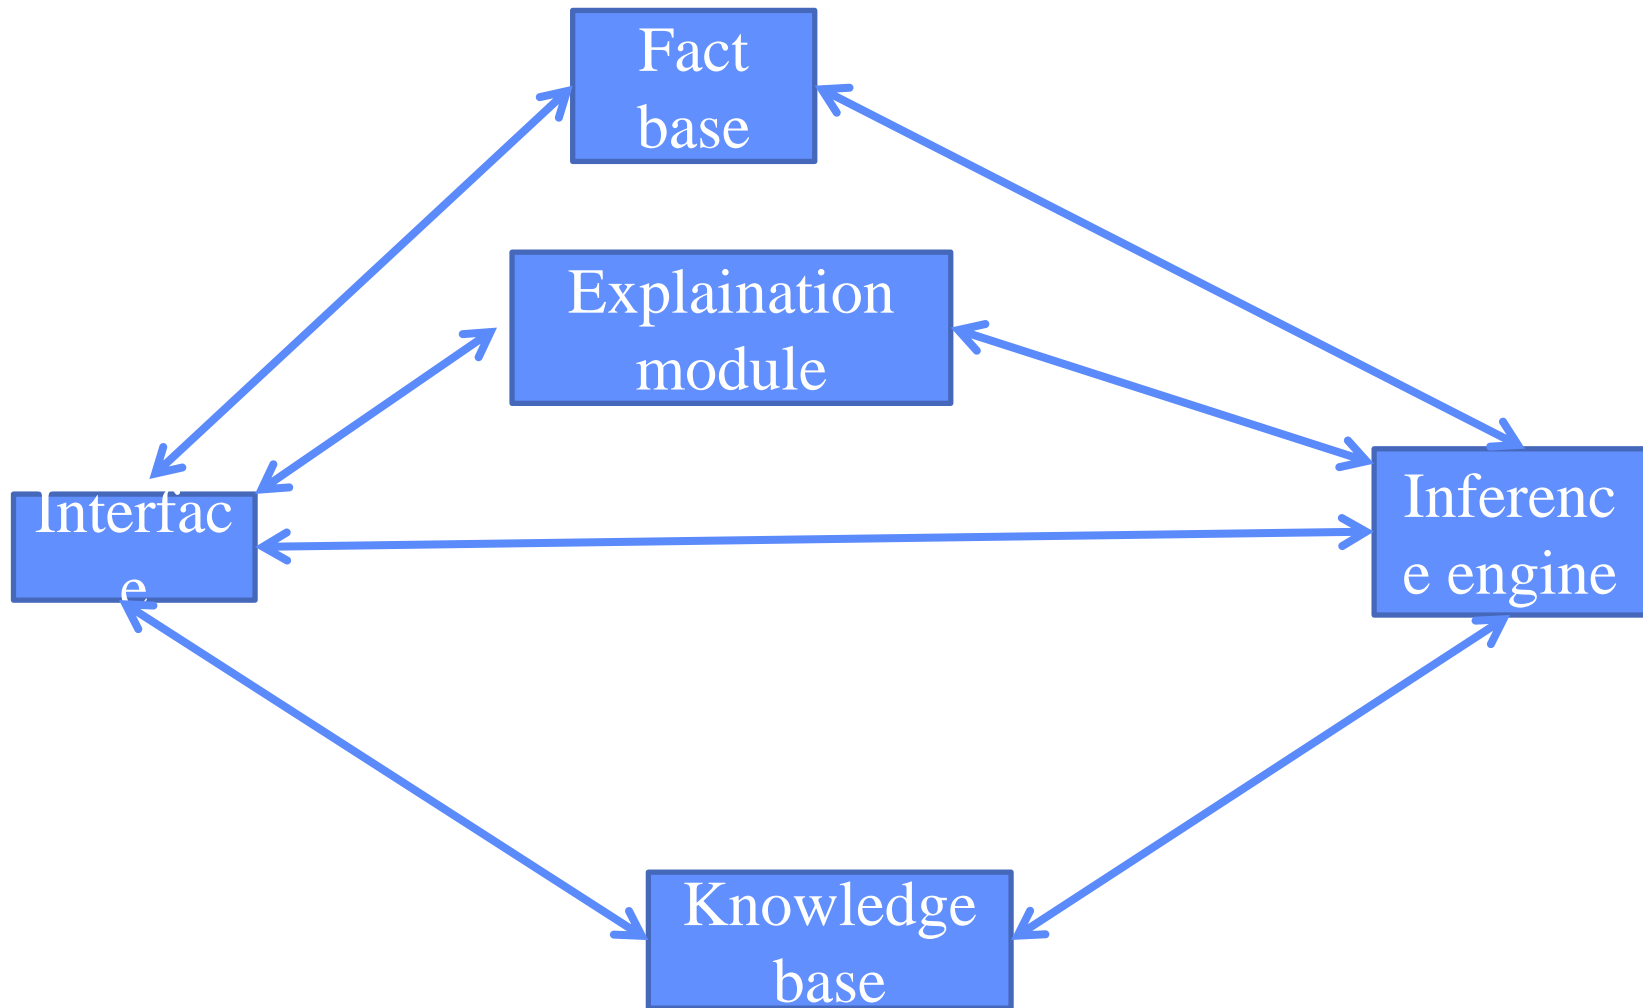 Fact
base
Explaination
module
Interfac
e
Inferenc
e engine
Knowledge
base